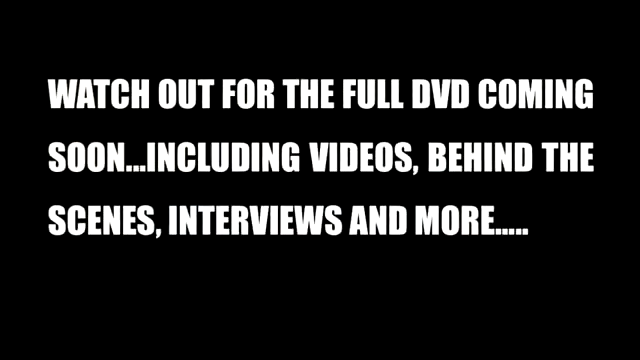 WATCH OUT FOR THE FULL DVD COMING
SOON...INCLUDING VIDEOS, BEHIND THE
SCENES, INTERVIEWS AND MORE.....